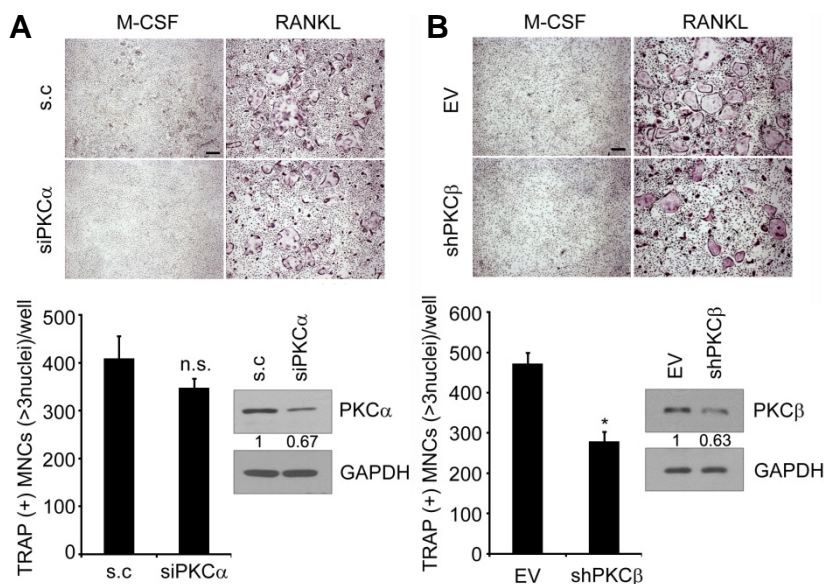 A
M-CSF
RANKL
s.c
siPKCα
TRAP (+) MNCs (>3nuclei)/well
500
400
300
200
100
0
n.s.
s.c
siPKCα
s.c
siPKCα
PKCα
1
0.67
GAPDH
B
M-CSF
RANKL
EV
shPKCβ
TRAP (+) MNCs (>3nuclei)/well
600
500
400
300
200
100
0
*
EV
shPKCβ
EV
shPKCβ
PKCβ
1
0.63
GAPDH